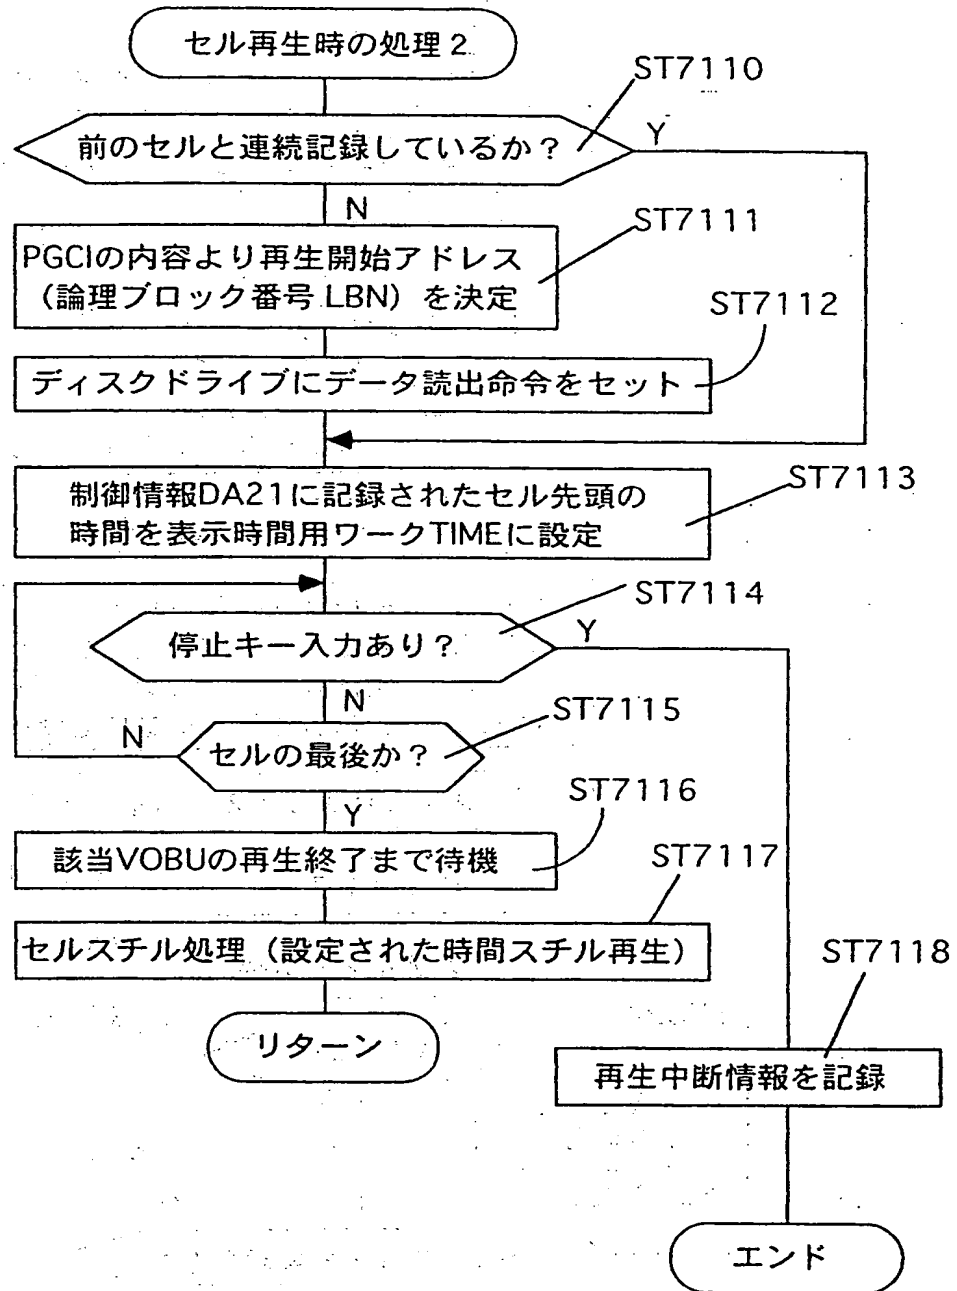 セル再生時の処理2
ST7110
前のセルと連続記録しているか?
Y
N
ST7111
PGCIの内容より再生開始アドレス
(論理ブロック番号 LBN)を決定
ST7112
ディスクドライブにデータ読出命令をセット
ST7113
制御情報DA21に記録されたセル先頭の
時間を表示時間用ワークTIMEに設定
ST7114
停止キー入力あり?
Y
N
ST7115
N
セルの最後か?
ST7116
Y
該当VOBUの再生終了まで待機
ST7117
セルスチル処理(設定された時間スチル再生)
ST7118
リターン
再生中断情報を記録
エンド